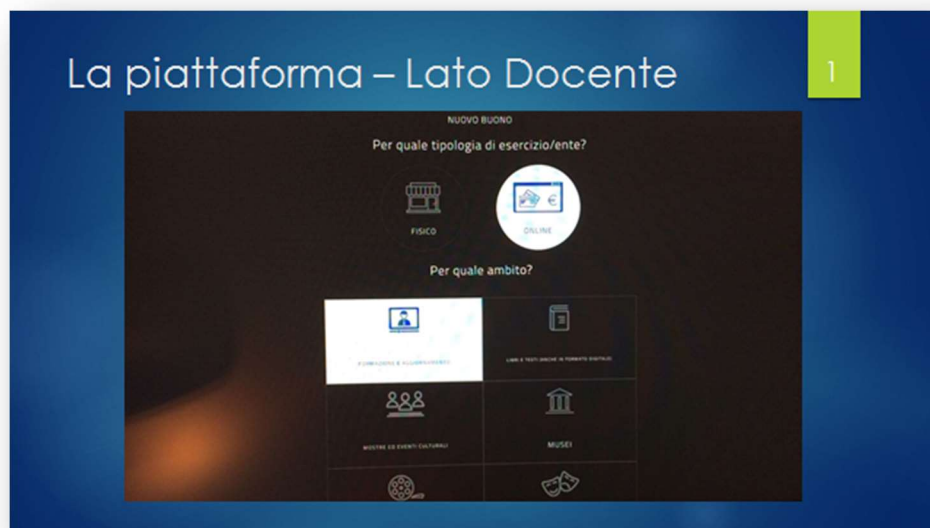 La piattaforma – Lato Docente
1
NUOVO BUONO
Per quale tipologia di esercizio/ente?
FISICO
ONLINE
Per quale ambito?
FORMAZIONE E AGGIORNAMENTO
LIBRI E TESTI (ANCHE IN FORMATO DIGITALE)
MOSTRE ED EVENTI CULTURALI
MUSEI